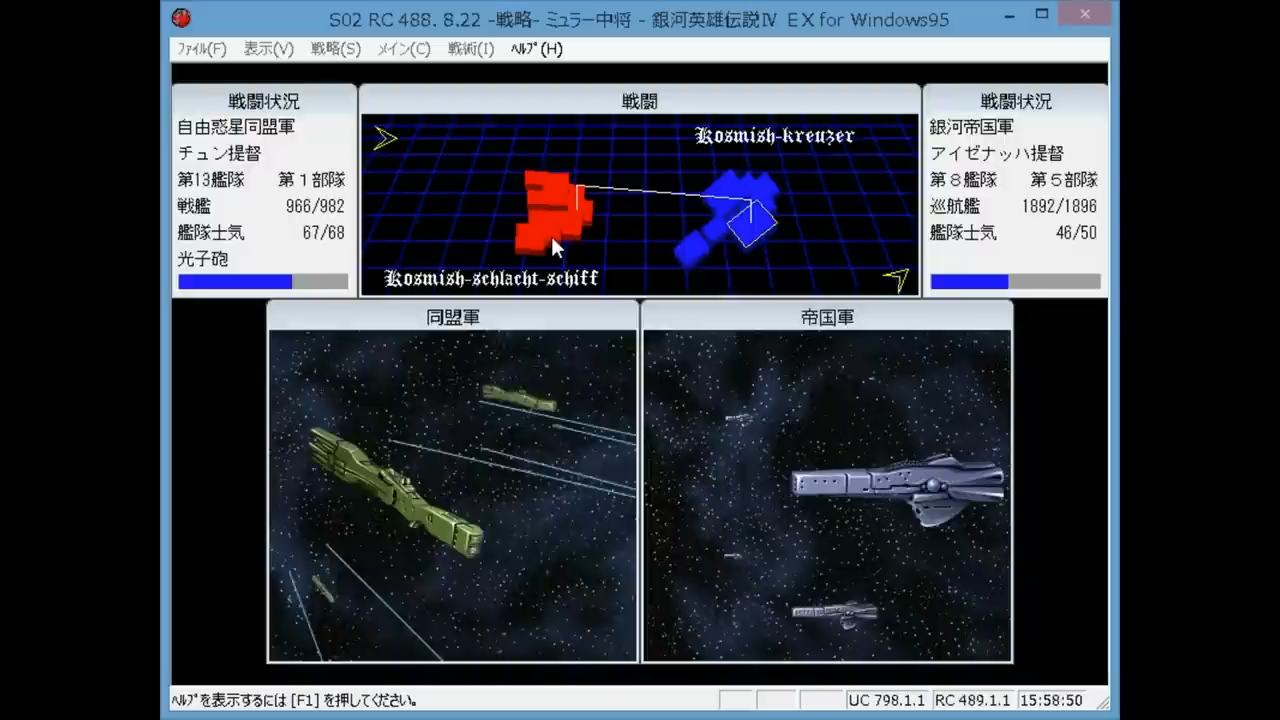 S02 RC 488. 8.22 -戦略- ミュラー中将 - 銀河英雄伝説Ⅳ EX for Windows95
ﾌｧｲﾙ(F) 表示(V) 戦略(S) メイン(C) 戦術(I) ﾍﾙﾌﾟ(H)
戦闘状況
自由惑星同盟軍
チュン提督
第13艦隊 第１部隊
戦艦 966/982
艦隊士気 67/68
光子砲
戦闘
Kosmish-kreuzer
Kosmish-schlacht-schiff
戦闘状況
銀河帝国軍
アイゼナッハ提督
第８艦隊 第５部隊
巡航艦 1892/1896
艦隊士気 46/50
同盟軍
帝国軍
ﾍﾙﾌﾟを表示するには [F1] を押してください。
UC 798.1.1 RC 489.1.1 15:58:50